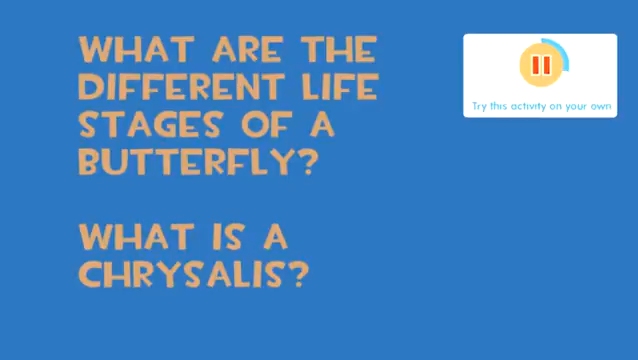 WHAT ARE THE
DIFFERENT LIFE
STAGES OF A
BUTTERFLY?
WHAT IS A
CHRYSALIS?
Try this activity on your own